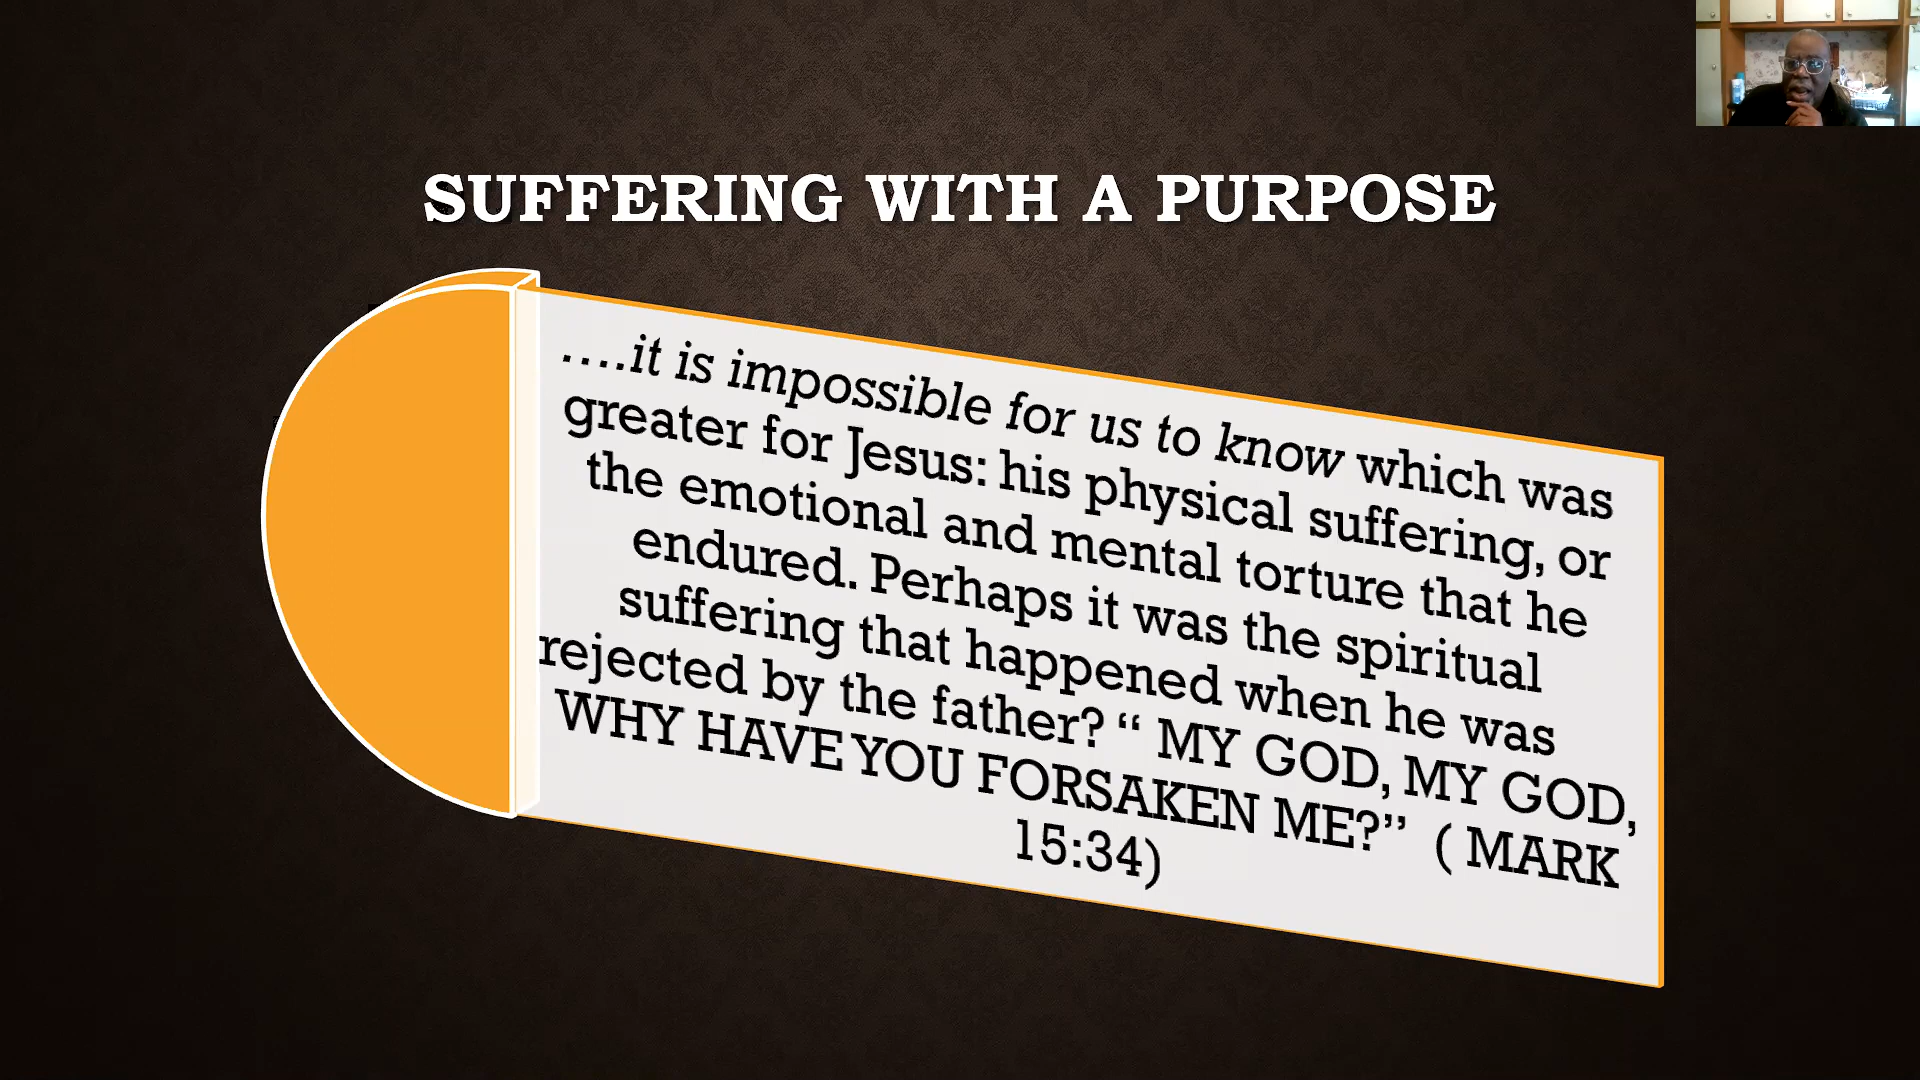 SUFFERING WITH A PURPOSE
….it is impossible for us to know which was
greater for Jesus: his physical suffering, or
the emotional and mental torture that he
endured. Perhaps it was the spiritual
suffering that happened when he was
rejected by the father? “ MY GOD, MY GOD,
WHY HAVE YOU FORSAKEN ME?” ( MARK
15:34)